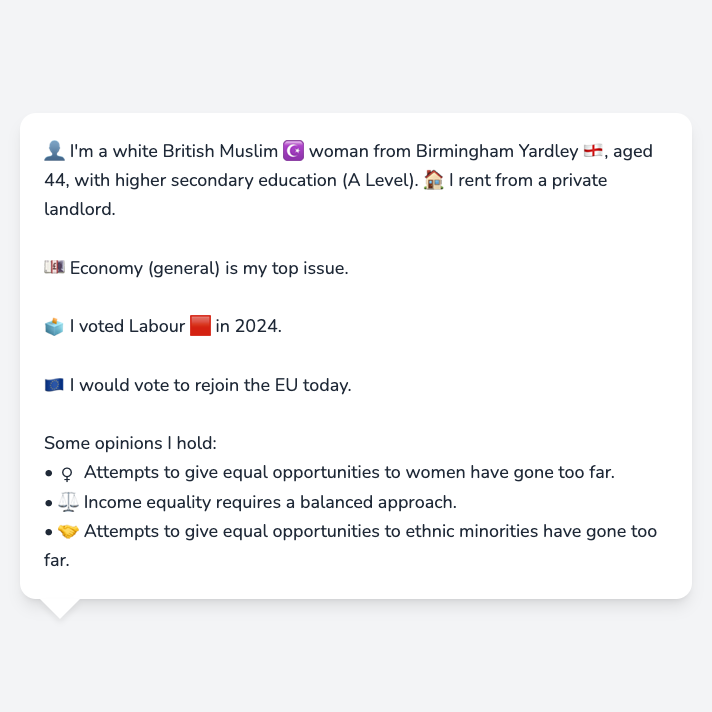 👤 I'm a white British Muslim ☪️ woman from Birmingham Yardley 🏴󠁧󠁢󠁥󠁮󠁧󠁿, aged
44, with higher secondary education (A Level). 🏠 I rent from a private
landlord.
💷 Economy (general) is my top issue.
🗳️ I voted Labour 🟥 in 2024.
🇪🇺 I would vote to rejoin the EU today.
Some opinions I hold:
• ♀ Attempts to give equal opportunities to women have gone too far.
• ⚖️ Income equality requires a balanced approach.
• 🤝 Attempts to give equal opportunities to ethnic minorities have gone too
far.